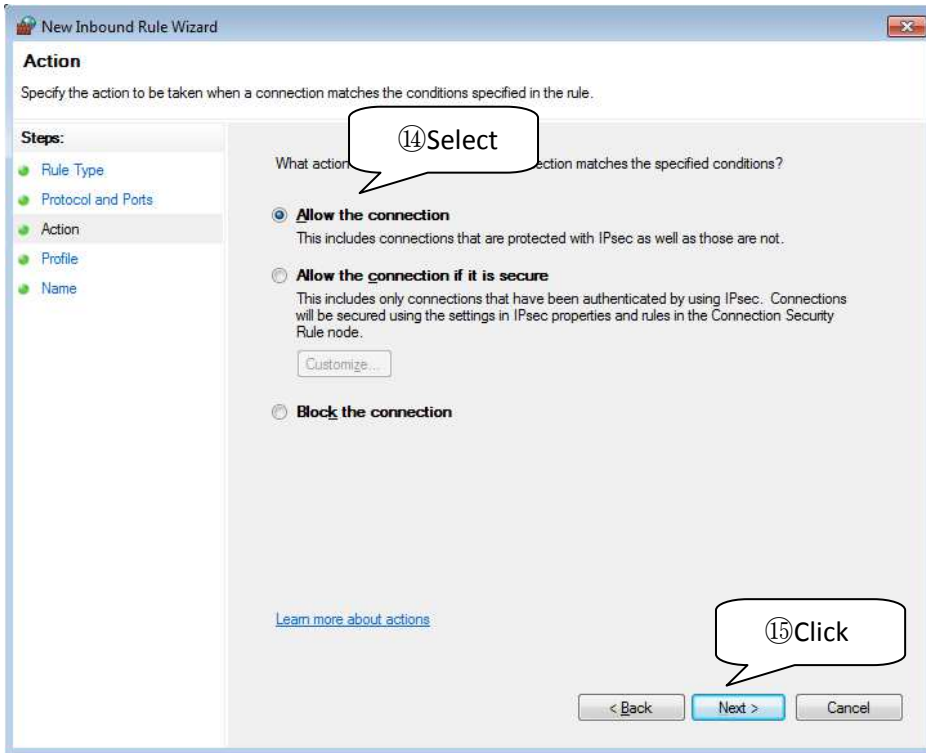 New Inbound Rule Wizard
Action
Specify the action to be taken when a connection matches the conditions specified in the rule.
Steps:
Rule Type
Protocol and Ports
Action
Profile
Name
⑭Select
What action ection matches the specified conditions?
Allow the connection
This includes connections that are protected with IPsec as well as those are not.
Allow the connection if it is secure
This includes only connections that have been authenticated by using IPsec. Connections
will be secured using the settings in IPsec properties and rules in the Connection Security
Rule node.
Customize...
Block the connection
Learn more about actions
⑮Click
< Back Next > Cancel